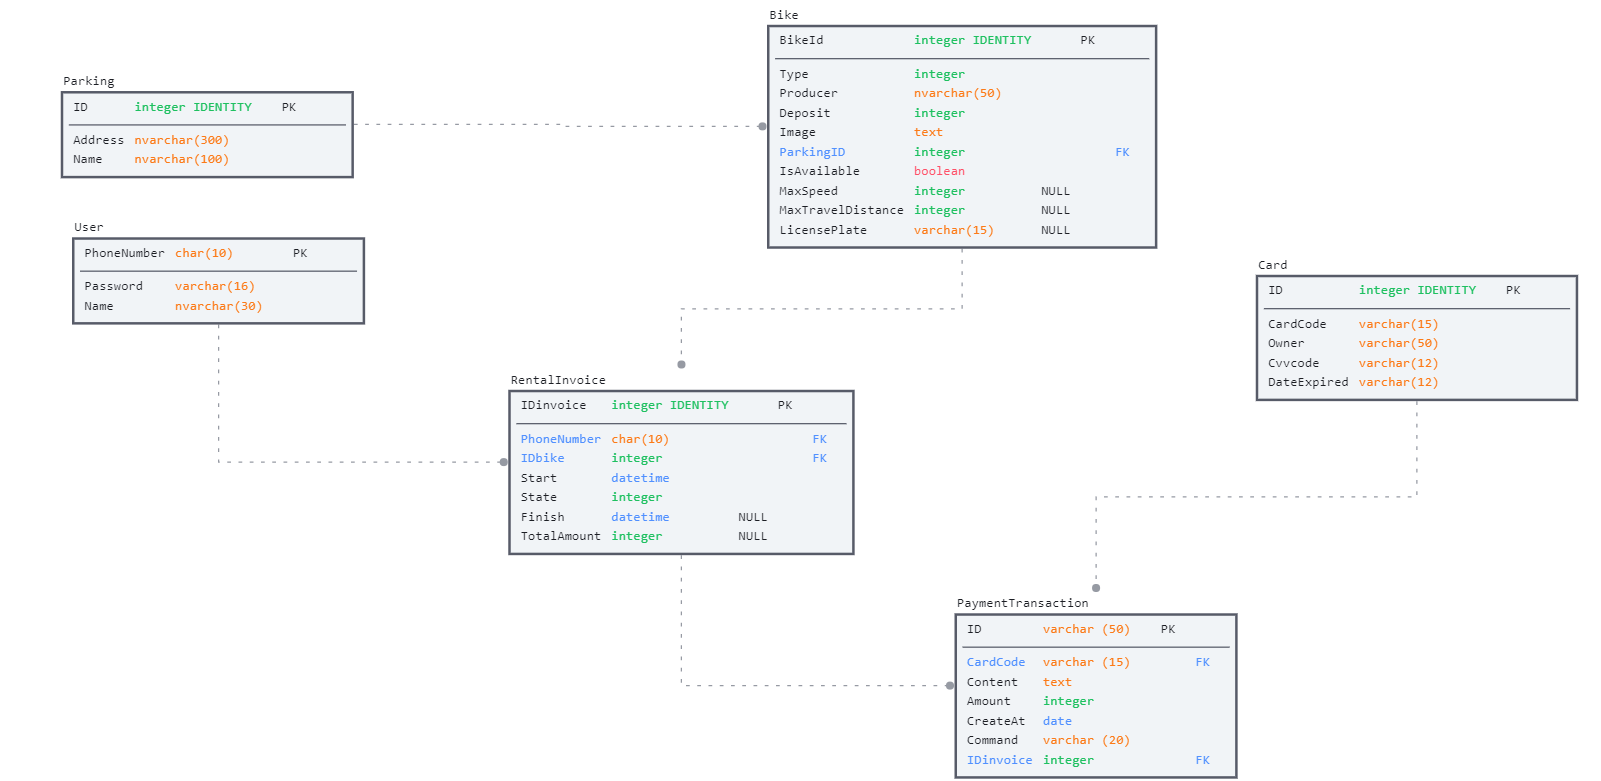 Bike
BikeId integer IDENTITY PK
Type integer
Producer nvarchar(50)
Deposit integer
Image text
ParkingID integer FK
IsAvailable boolean
MaxSpeed integer NULL
MaxTravelDistance integer NULL
LicensePlate varchar(15) NULL
Parking
ID integer IDENTITY PK
Address nvarchar(300)
Name nvarchar(100)
User
PhoneNumber char(10) PK
Password varchar(16)
Name nvarchar(30)
Card
ID integer IDENTITY PK
CardCode varchar(15)
Owner varchar(50)
Cvvcode varchar(12)
DateExpired varchar(12)
RentalInvoice
IDinvoice integer IDENTITY PK
PhoneNumber char(10) FK
IDbike integer FK
Start datetime
State integer
Finish datetime NULL
TotalAmount integer NULL
PaymentTransaction
ID varchar (50) PK
CardCode varchar (15) FK
Content text
Amount integer
CreateAt date
Command varchar (20)
IDinvoice integer FK